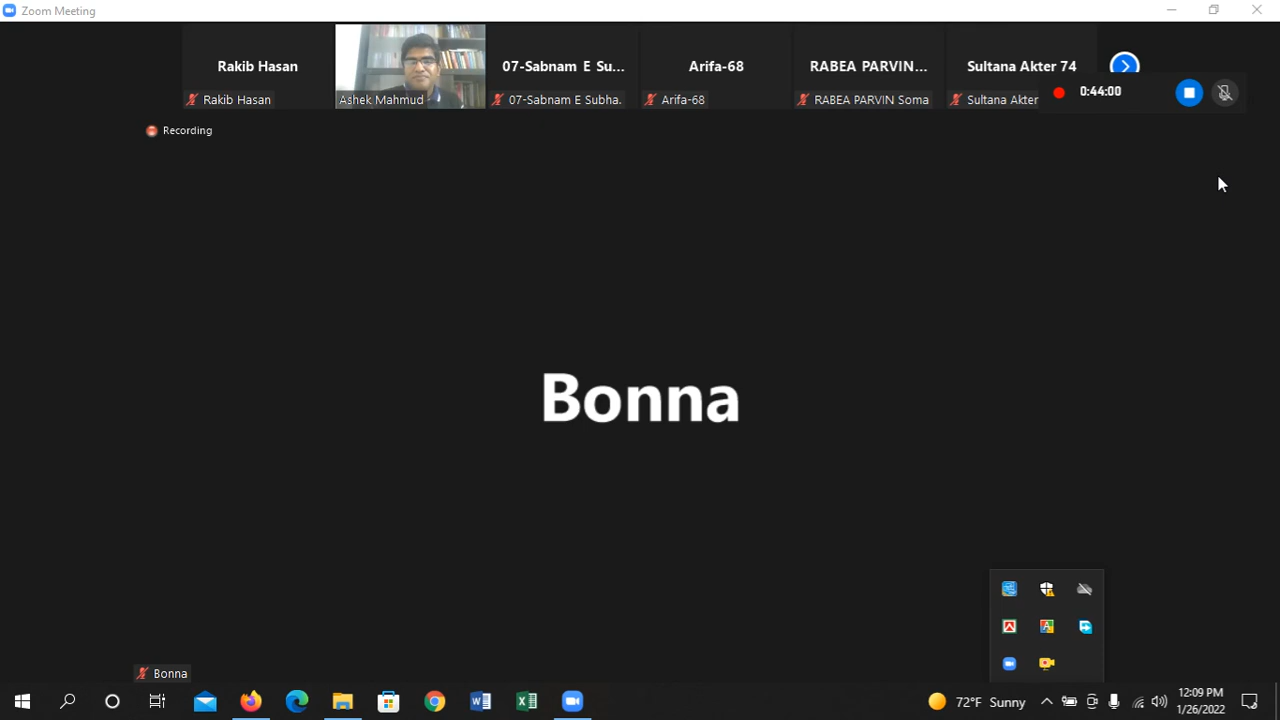 Zoom Meeting
Rakib Hasan
07-Sabnam E Su...
Arifa-68
RABEA PARVIN...
Sultana Akter 74
Rakib Hasan
Ashek Mahmud
07-Sabnam E Subha.
Arifa-68
RABEA PARVIN Soma
Sultana Akter
0:44:00
Recording
Bonna
Bonna
72°F Sunny
12:09 PM
1/26/2022